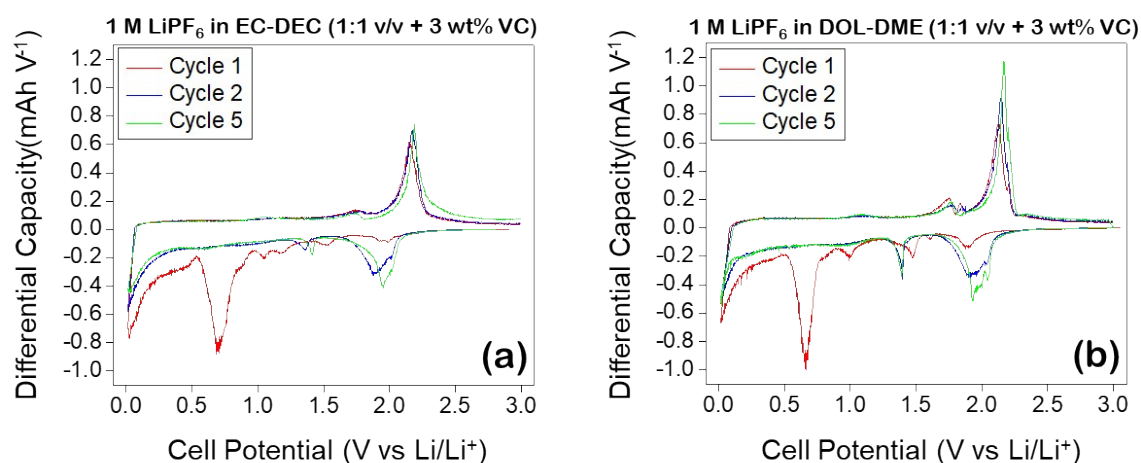 1 M LiPF₆ in EC-DEC (1:1 v/v + 3 wt% VC)
Differential Capacity(mAh V⁻¹)
1.2
1.0
0.8
0.6
0.4
0.2
0.0
-0.2
-0.4
-0.6
-0.8
-1.0
Cycle 1
Cycle 2
Cycle 5
(a)
0.0 0.5 1.0 1.5 2.0 2.5 3.0
Cell Potential (V vs Li/Li⁺)
1 M LiPF₆ in DOL-DME (1:1 v/v + 3 wt% VC)
Differential Capacity(mAh V⁻¹)
1.2
1.0
0.8
0.6
0.4
0.2
0.0
-0.2
-0.4
-0.6
-0.8
-1.0
Cycle 1
Cycle 2
Cycle 5
(b)
0.0 0.5 1.0 1.5 2.0 2.5 3.0
Cell Potential (V vs Li/Li⁺)